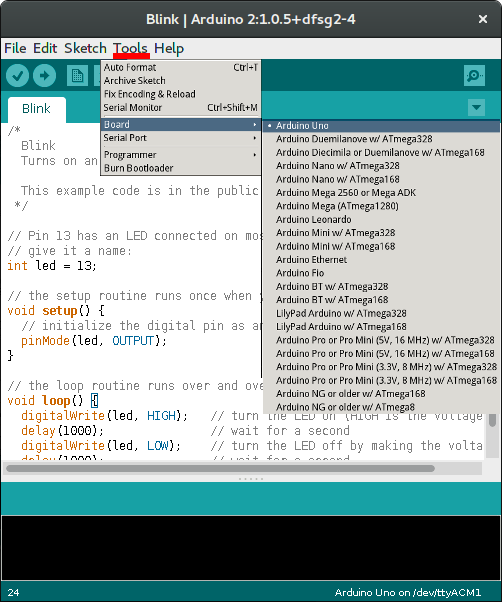 Blink | Arduino 2:1.0.5+dfsg2-4
File Edit Sketch Tools Help
Auto Format Ctrl+T
Archive Sketch
Fix Encoding & Reload
Serial Monitor Ctrl+Shift+M
Board
Serial Port
Programmer
Burn Bootloader
Arduino Uno
Arduino Duemilanove w/ ATmega328
Arduino Diecimila or Duemilanove w/ ATmega168
Arduino Nano w/ ATmega328
Arduino Nano w/ ATmega168
Arduino Mega 2560 or Mega ADK
Arduino Mega (ATmega1280)
Arduino Leonardo
Arduino Mini w/ ATmega328
Arduino Mini w/ ATmega168
Arduino Ethernet
Arduino Fio
Arduino BT w/ ATmega328
Arduino BT w/ ATmega168
LilyPad Arduino w/ ATmega328
LilyPad Arduino w/ ATmega168
Arduino Pro or Pro Mini (5V, 16 MHz) w/ ATmega328
Arduino Pro or Pro Mini (5V, 16 MHz) w/ ATmega168
Arduino Pro or Pro Mini (3.3V, 8 MHz) w/ ATmega328
Arduino Pro or Pro Mini (3.3V, 8 MHz) w/ ATmega168
Arduino NG or older w/ ATmega168
Arduino NG or older w/ ATmega8
Blink
/*
Blink
Turns on an
This example code is in the public
*/
// Pin 13 has an LED connected on mos
// give it a name:
int led = 13;
// the setup routine runs once when
void setup() {
// initialize the digital pin as an
pinMode(led, OUTPUT);
}
// the loop routine runs over and ove
void loop() {
digitalWrite(led, HIGH); // turn the LED on (HIGH is the voltage
delay(1000); // wait for a second
digitalWrite(led, LOW); // turn the LED off by making the volta
delay(1000); // wait for a second
24 Arduino Uno on /dev/ttyACM1